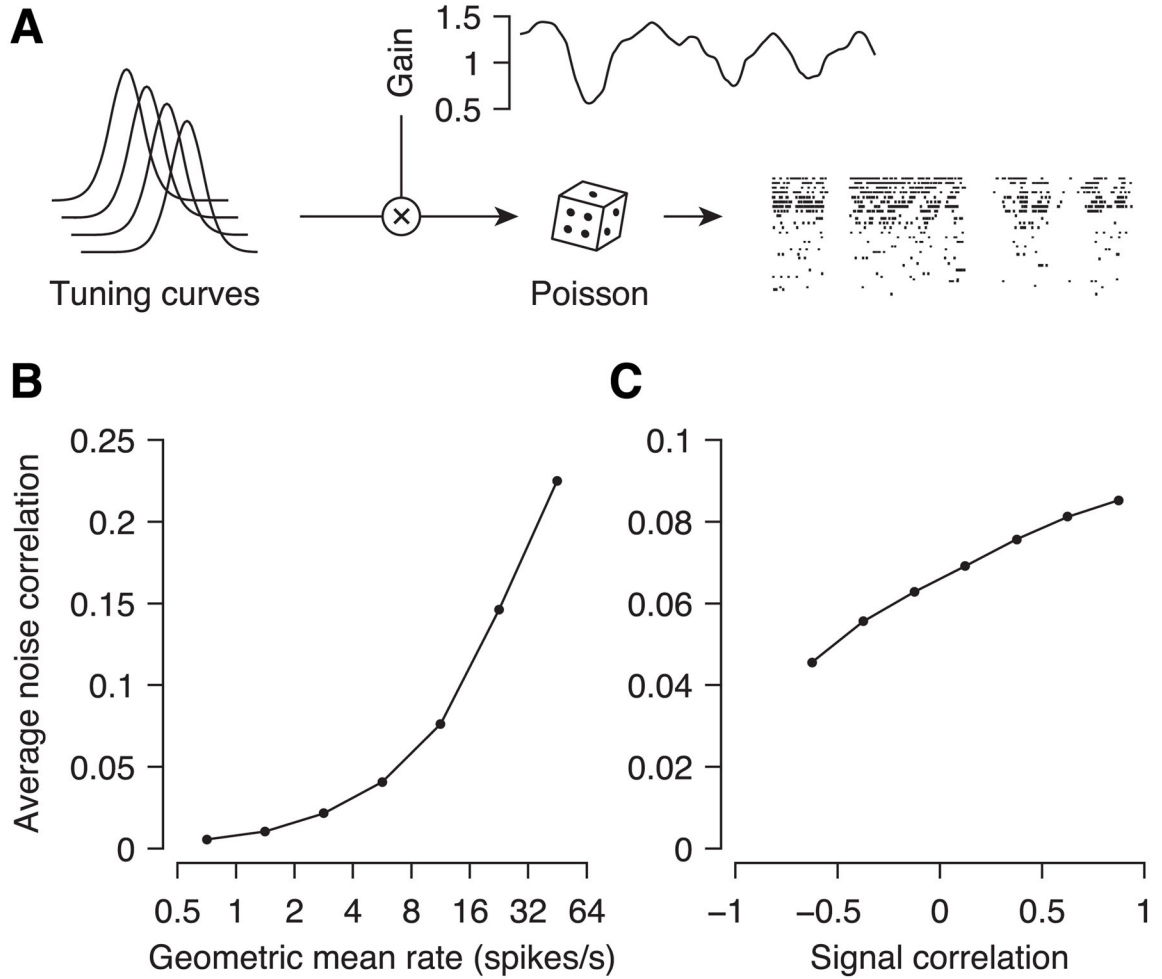 A
Gain
1.5
1
0.5
Tuning curves
Poisson
B
Average noise correlation
0.25
0.2
0.15
0.1
0.05
0
0.5 1 2 4 8 16 32 64
Geometric mean rate (spikes/s)
C
0.1
0.08
0.06
0.04
0.02
0
−1 −0.5 0 0.5 1
Signal correlation